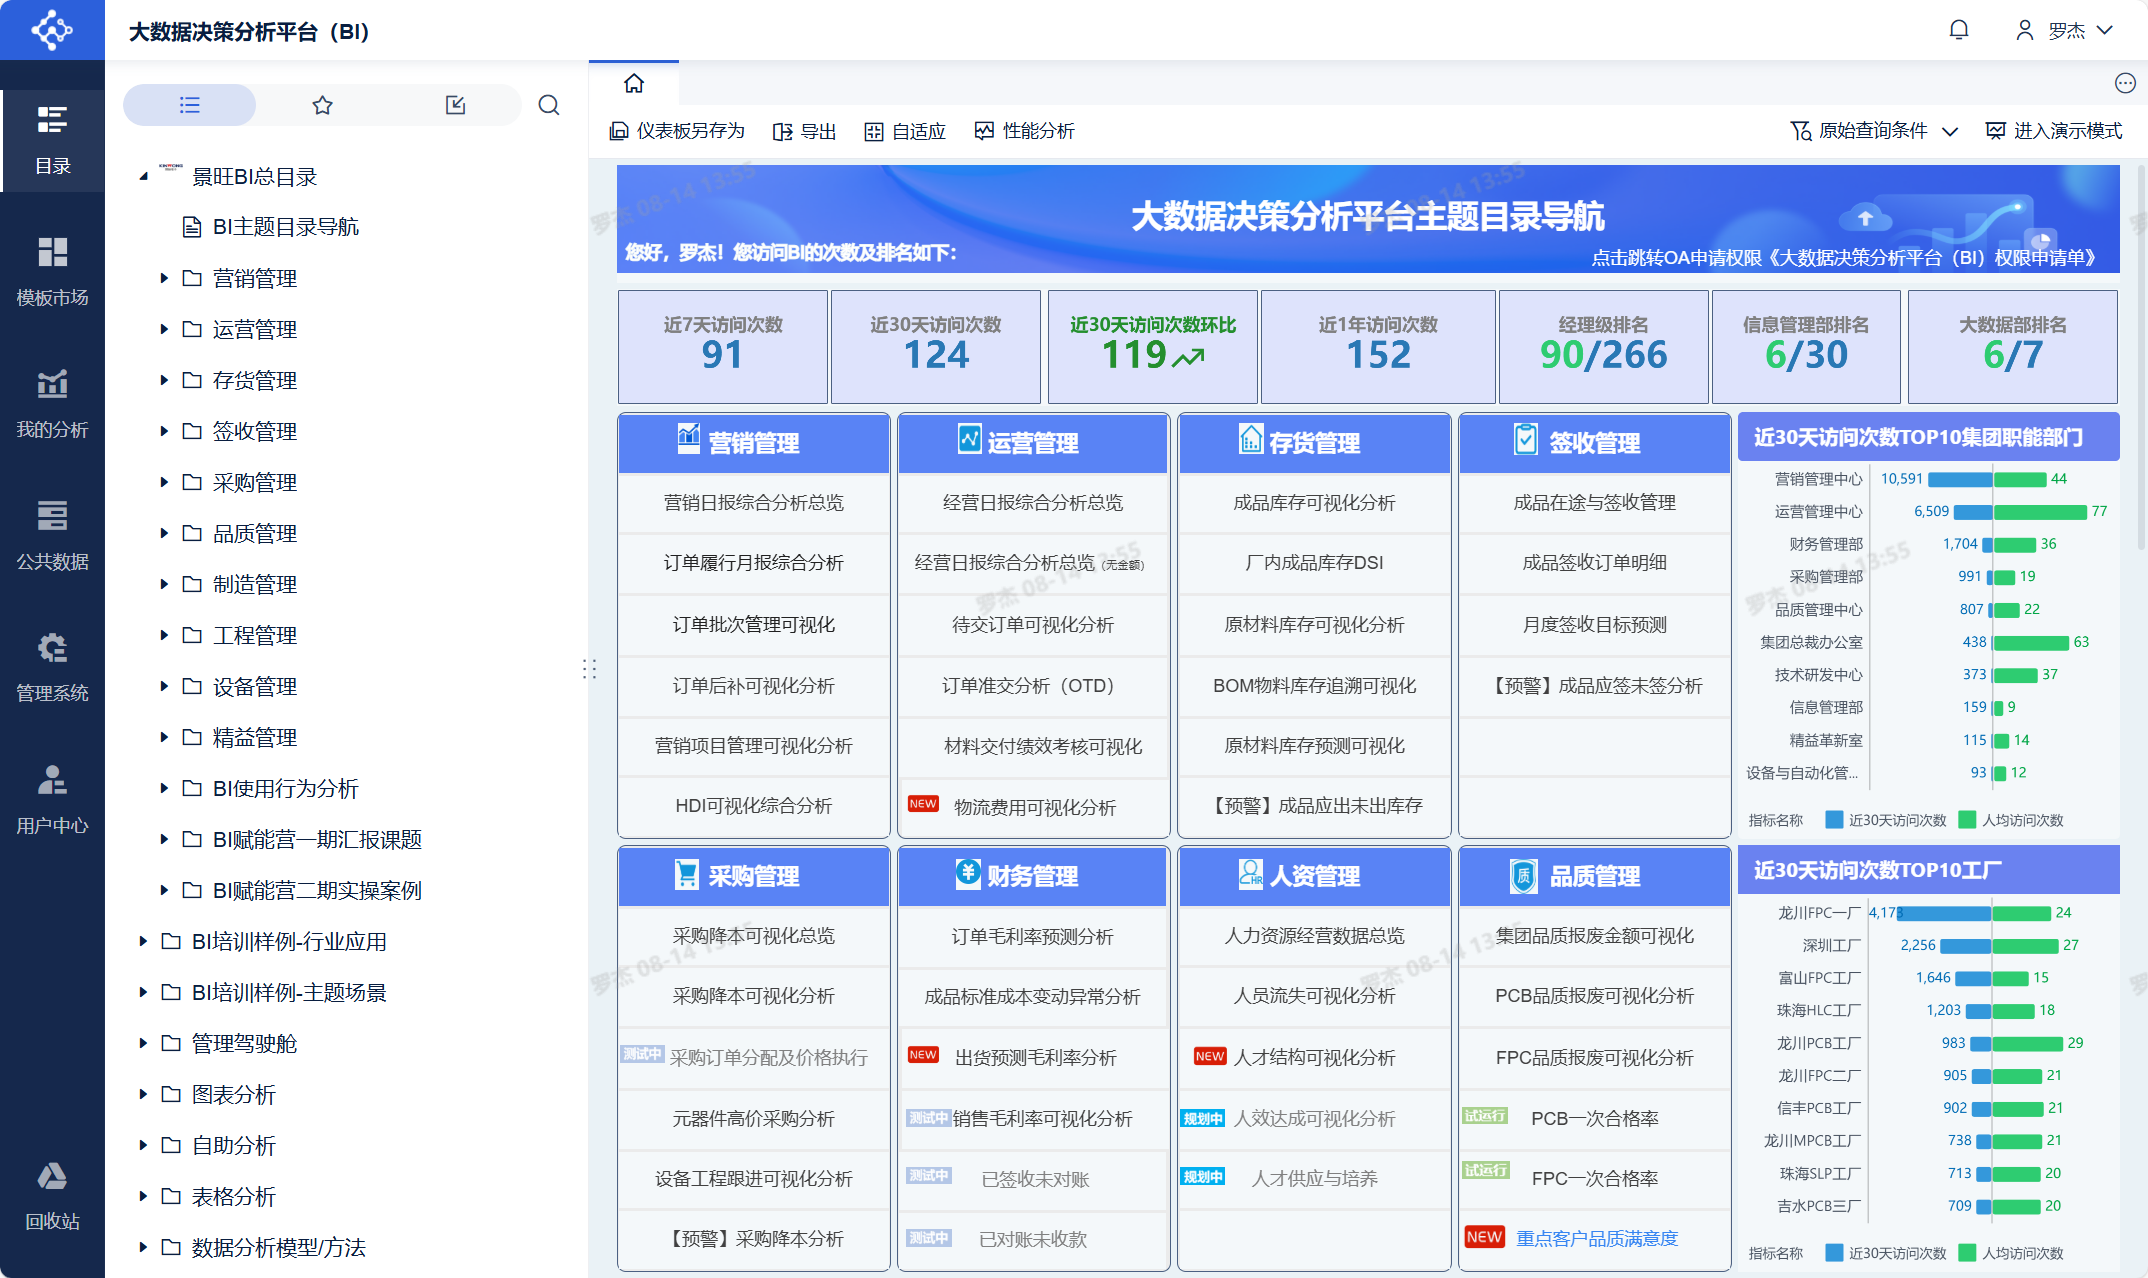 大数据决策分析平台（BI）
罗杰
目录
模板市场
我的分析
公共数据
管理系统
用户中心
回收站
景旺BI总目录
BI主题目录导航
营销管理
运营管理
存货管理
签收管理
采购管理
品质管理
制造管理
工程管理
设备管理
精益管理
BI使用行为分析
BI赋能营一期汇报课题
BI赋能营二期实操案例
BI培训样例-行业应用
BI培训样例-主题场景
管理驾驶舱
图表分析
自助分析
表格分析
数据分析模型/方法
仪表板另存为 导出 自适应 性能分析
原始查询条件 进入演示模式
大数据决策分析平台主题目录导航
您好，罗杰！您访问BI的次数及排名如下：
点击跳转OA申请权限《大数据决策分析平台（BI）权限申请单》
近7天访问次数
91
近30天访问次数
124
近30天访问次数环比
119
近1年访问次数
152
经理级排名
90/266
信息管理部排名
6/30
大数据部排名
6/7
营销管理
营销日报综合分析总览
订单履行月报综合分析
订单批次管理可视化
订单后补可视化分析
营销项目管理可视化分析
HDI可视化综合分析
运营管理
经营日报综合分析总览
经营日报综合分析总览（无金额）
待交订单可视化分析
订单准交分析（OTD）
材料交付绩效考核可视化
NEW 物流费用可视化分析
存货管理
成品库存可视化分析
厂内成品库存DSI
原材料库存可视化分析
BOM物料库存追溯可视化
原材料库存预测可视化
【预警】成品应出未出库存
签收管理
成品在途与签收管理
成品签收订单明细
月度签收目标预测
【预警】成品应签未签分析
近30天访问次数TOP10集团职能部门
营销管理中心 10,591 44
运营管理中心 6,509 77
财务管理部 1,704 36
采购管理部 991 19
品质管理中心 807 22
集团总裁办公室 438 63
技术研发中心 373 37
信息管理部 159 9
精益革新室 115 14
设备与自动化管... 93 12
指标名称 近30天访问次数 人均访问次数
采购管理
采购降本可视化总览
采购降本可视化分析
测试中 采购订单分配及价格执行
元器件高价采购分析
设备工程跟进可视化分析
【预警】采购降本分析
财务管理
订单毛利率预测分析
成品标准成本变动异常分析
NEW 出货预测毛利率分析
测试中 销售毛利率可视化分析
测试中 已签收未对账
测试中 已对账未收款
人资管理
人力资源经营数据总览
人员流失可视化分析
NEW 人才结构可视化分析
规划中 人效达成可视化分析
规划中 人才供应与培养
品质管理
集团品质报废金额可视化
PCB品质报废可视化分析
FPC品质报废可视化分析
试运行 PCB一次合格率
试运行 FPC一次合格率
NEW 重点客户品质满意度
近30天访问次数TOP10工厂
龙川FPC一厂 4,173 24
深圳工厂 2,256 27
富山FPC工厂 1,646 15
珠海HLC工厂 1,203 18
龙川PCB工厂 983 29
龙川FPC二厂 905 21
信丰PCB工厂 902 21
龙川MPCB工厂 738 21
珠海SLP工厂 713 20
吉水PCB三厂 709 20
指标名称 近30天访问次数 人均访问次数
罗杰 08-14 13:55
罗杰 08-14 13:55
罗杰 08-14 13:55
罗杰 08-14 13:55
罗杰 08-14 13:55
罗杰 08-14 13:55